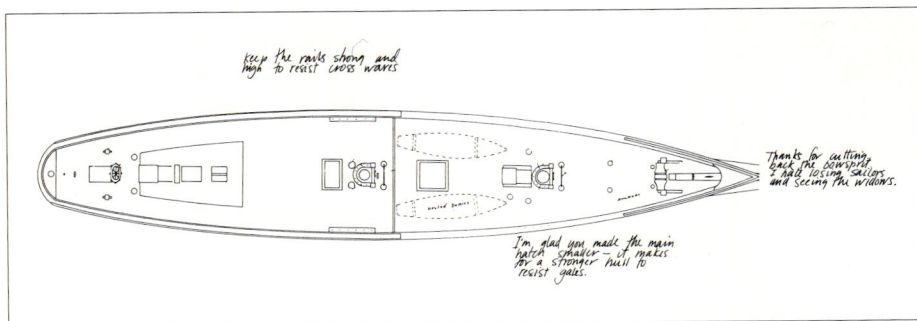 Keep the rails strong and
high to resist cross waves
Thanks for cutting
back the bowsprit
I hate losing sailors
and seeing the widows.
Nested Dories
I'm glad you made the main
hatch smaller – it makes
for a stronger hull to
resist gales.